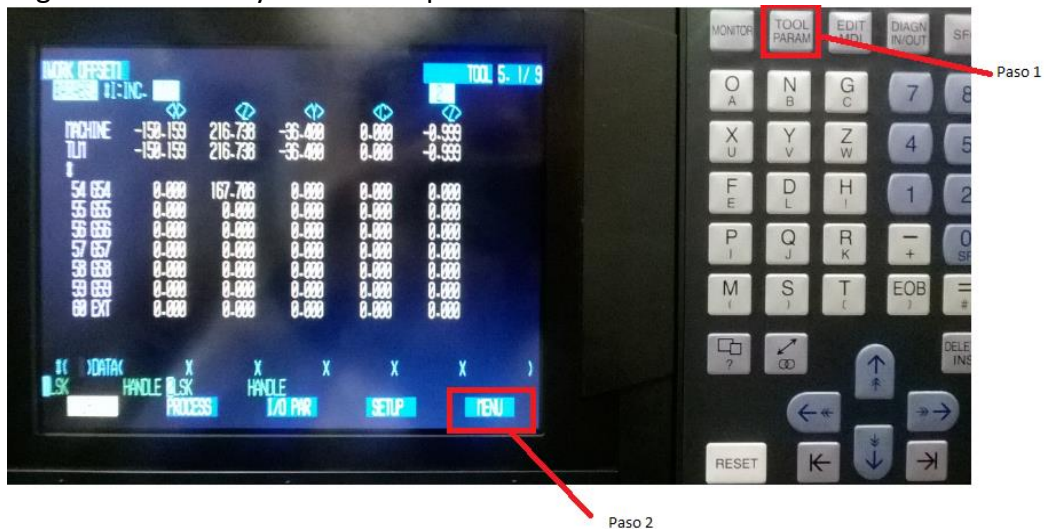 MONITOR TOOL PARAM EDIT MDI DIAGN IN/OUT
Paso 1
WORK OFFSET1 TOOL 5. 1/ 9
#I:INC-
<X> <Z> <Y> <C>
MACHINE -150.159 216.738 -36.400 0.000 -0.999
TLM -150.159 216.738 -36.400 0.000 -0.999
#
54 G54 0.000 167.706 0.000 0.000 0.000
55 G55 0.000 0.000 0.000 0.000 0.000
56 G56 0.000 0.000 0.000 0.000 0.000
57 G57 0.000 0.000 0.000 0.000 0.000
58 G58 0.000 0.000 0.000 0.000 0.000
59 G59 0.000 0.000 0.000 0.000 0.000
60 EXT 0.000 0.000 0.000 0.000 0.000
#( )DATA( X X X X X )
LSK HANDLE LSK HANDLE
PROCESS I/O PAR SETUP MENU
O A N B G C 7 8
X U Y V Z W 4 5
F E D L H ! 1 2
P I Q J R K - + 0
M ( S ) T [ EOB ] = #
?
RESET
Paso 2